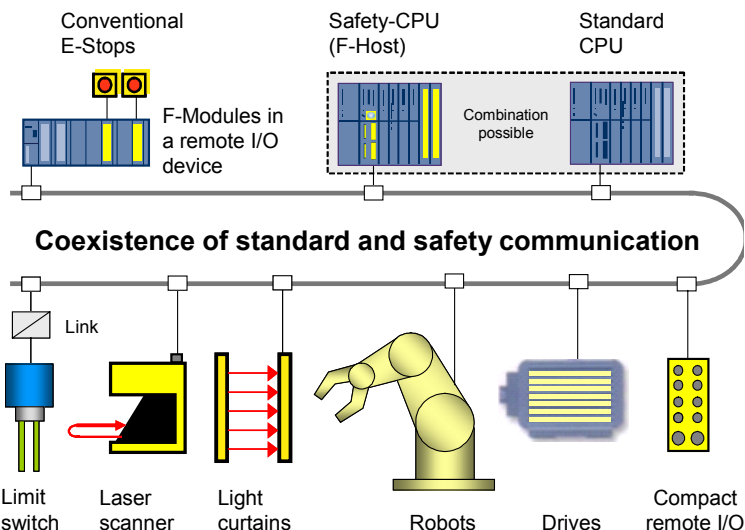 Conventional
E-Stops
Safety-CPU
(F-Host)
Standard
CPU
F-Modules in
a remote I/O
device
Combination
possible
Coexistence of standard and safety communication
Link
Limit
switch
Laser
scanner
Light
curtains
Robots
Drives
Compact
remote I/O